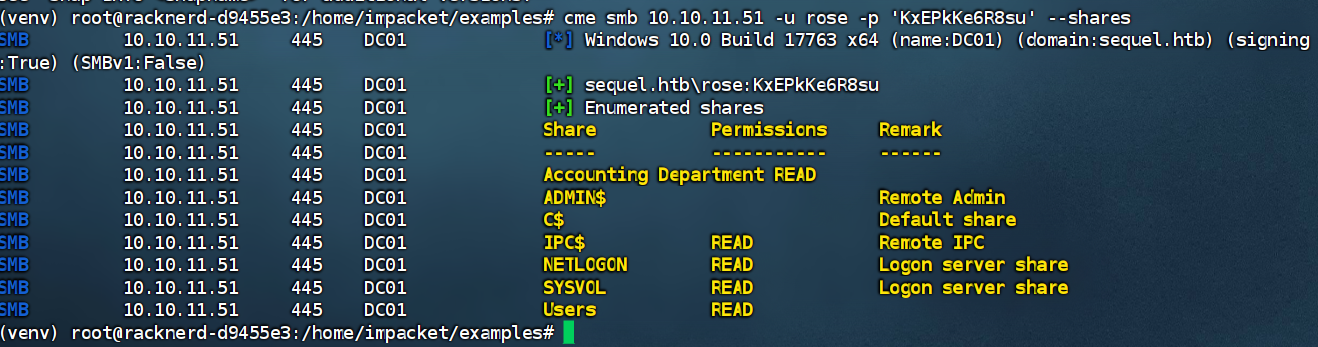 (venv) root@racknerd-d9455e3:/home/impacket/examples# cme smb 10.10.11.51 -u rose -p 'KxEPkKe6R8su' --shares
SMB 10.10.11.51 445 DC01 [*] Windows 10.0 Build 17763 x64 (name:DC01) (domain:sequel.htb) (signing
:True) (SMBv1:False)
SMB 10.10.11.51 445 DC01 [+] sequel.htb\rose:KxEPkKe6R8su
SMB 10.10.11.51 445 DC01 [+] Enumerated shares
SMB 10.10.11.51 445 DC01 Share Permissions Remark
SMB 10.10.11.51 445 DC01 ----- ----------- ------
SMB 10.10.11.51 445 DC01 Accounting Department READ
SMB 10.10.11.51 445 DC01 ADMIN$ Remote Admin
SMB 10.10.11.51 445 DC01 C$ Default share
SMB 10.10.11.51 445 DC01 IPC$ READ Remote IPC
SMB 10.10.11.51 445 DC01 NETLOGON READ Logon server share
SMB 10.10.11.51 445 DC01 SYSVOL READ Logon server share
SMB 10.10.11.51 445 DC01 Users READ
(venv) root@racknerd-d9455e3:/home/impacket/examples#